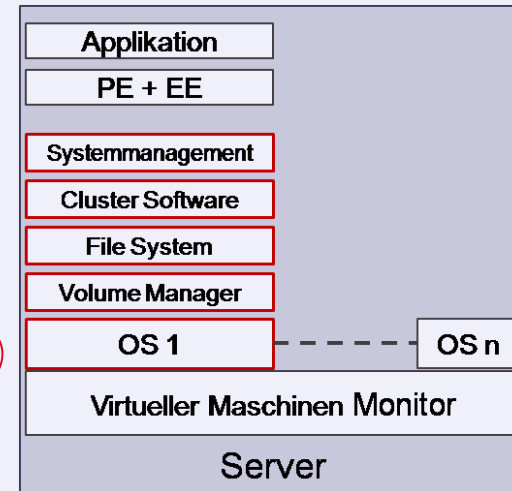 Applikation
PE + EE
Systemmanagement
Cluster Software
File System
Volume Manager
OS 1
OS n
Virtueller Maschinen Monitor
Server